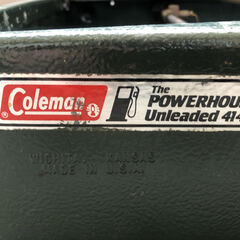 Coleman
The
POWERHOU
Unleaded 414
WICHITA, KANSAS
MADE IN U.S.A.